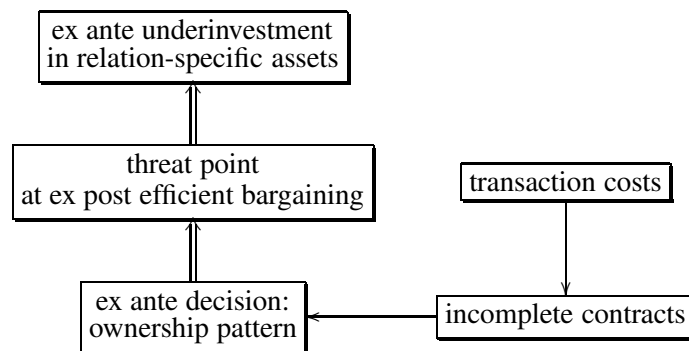 ex ante underinvestment
in relation-specific assets
threat point
at ex post efficient bargaining
transaction costs
ex ante decision:
ownership pattern
incomplete contracts